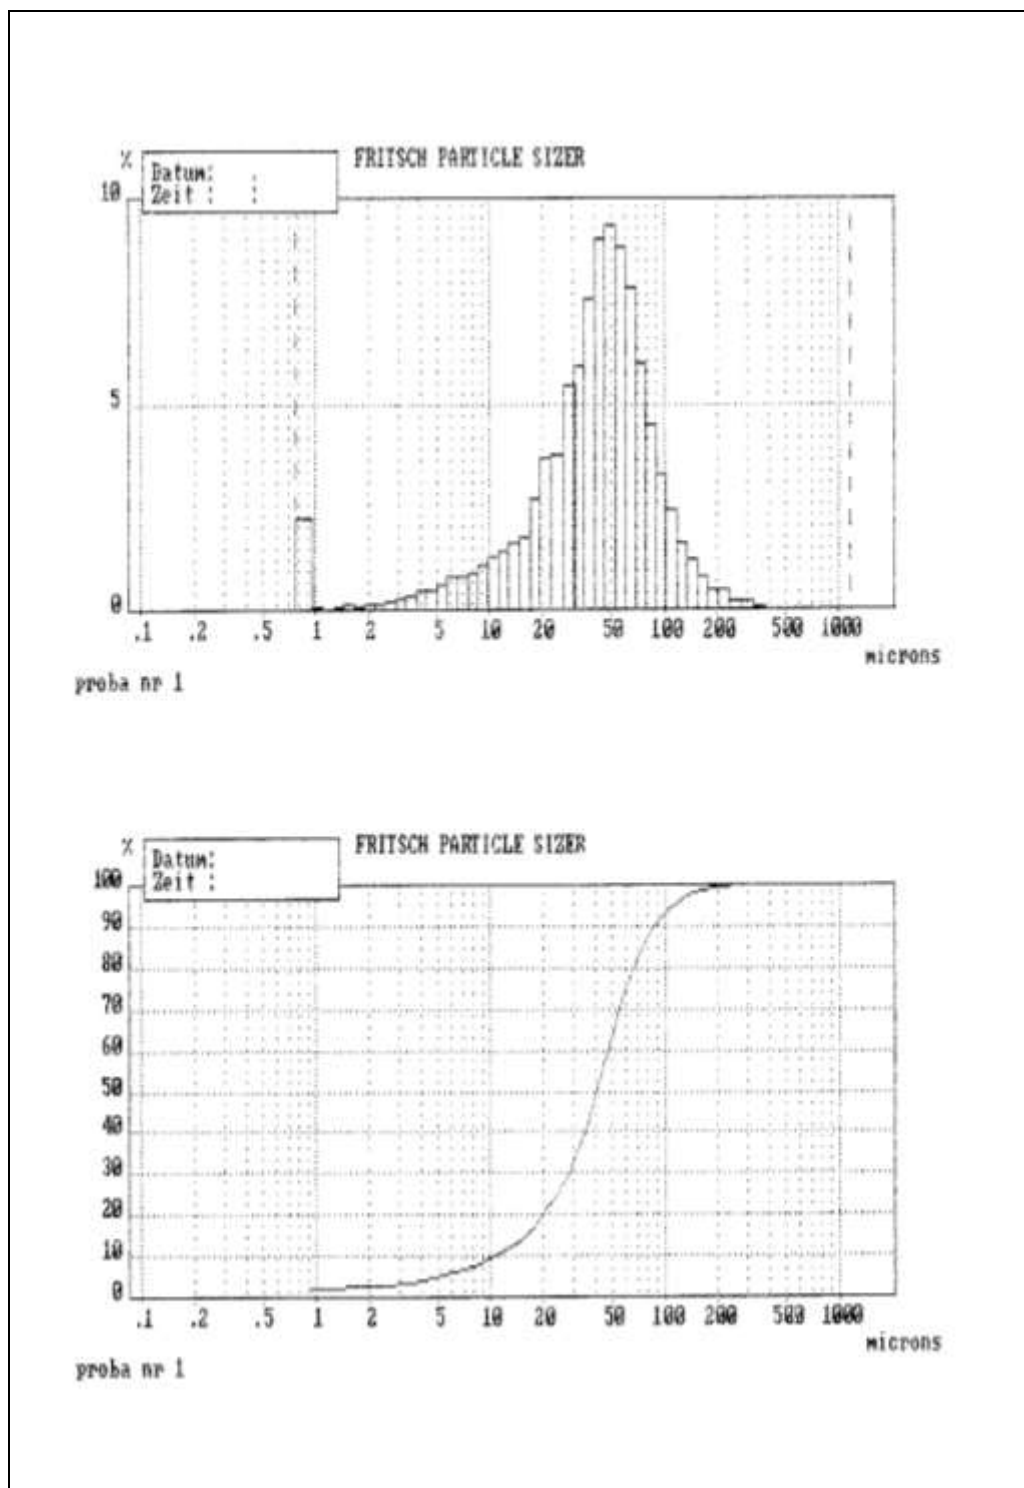 % FRITSCH PARTICLE SIZER
Datum:
Zeit : :
10
5
0
.1 .2 .5 1 2 5 10 20 50 100 200 500 1000
microns
proba nr 1
% FRITSCH PARTICLE SIZER
Datum:
Zeit :
100
90
80
70
60
50
40
30
20
10
0
.1 .2 .5 1 2 5 10 20 50 100 200 500 1000
microns
proba nr 1